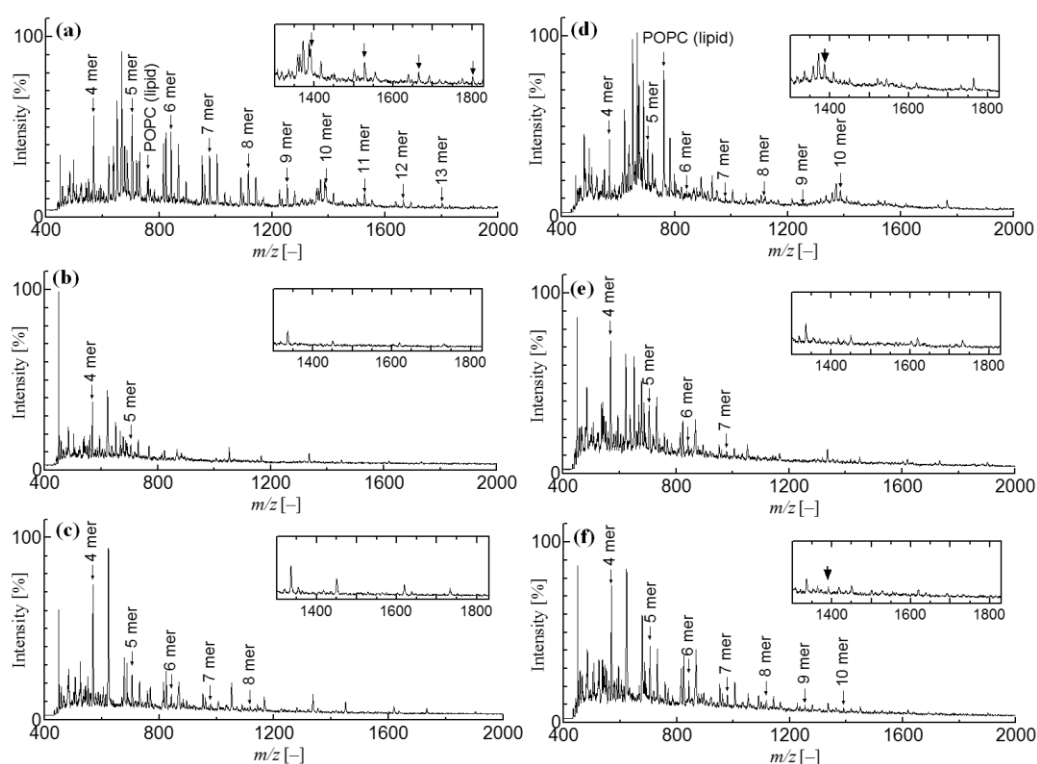 (a)
Intensity [%]
100
0
4 mer
5 mer
POPC (lipid)
6 mer
7 mer
8 mer
9 mer
10 mer
11 mer
12 mer
13 mer
1400 1600 1800
400 800 1200 1600 2000
m/z [–]
(d)
Intensity [%]
100
0
4 mer
POPC (lipid)
5 mer
6 mer
7 mer
8 mer
9 mer
10 mer
1400 1600 1800
400 800 1200 1600 2000
m/z [–]
(b)
Intensity [%]
100
0
4 mer
5 mer
1400 1600 1800
400 800 1200 1600 2000
m/z [–]
(e)
Intensity [%]
100
0
4 mer
5 mer
6 mer
7 mer
1400 1600 1800
400 800 1200 1600 2000
m/z [–]
(c)
Intensity [%]
100
0
4 mer
5 mer
6 mer
7 mer
8 mer
1400 1600 1800
400 800 1200 1600 2000
m/z [–]
(f)
Intensity [%]
100
0
4 mer
5 mer
6 mer
7 mer
8 mer
9 mer
10 mer
1400 1600 1800
400 800 1200 1600 2000
m/z [–]